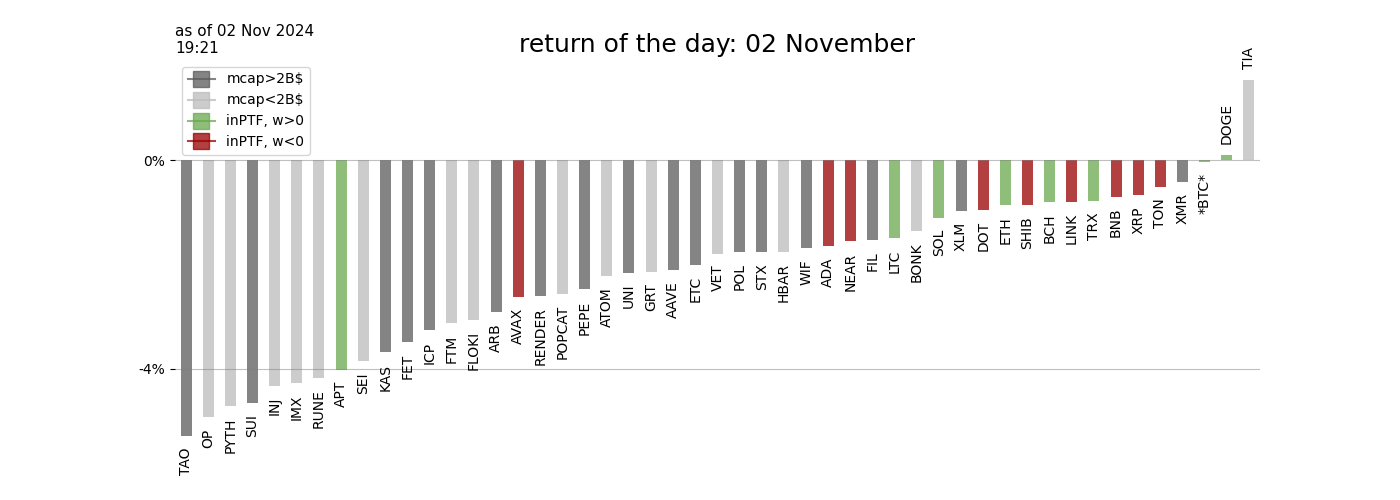 as of 02 Nov 2024
19:21
return of the day: 02 November
mcap>2B$
mcap<2B$
inPTF, w>0
inPTF, w<0
0%
-4%
TAO
OP
PYTH
SUI
INJ
IMX
RUNE
APT
SEI
KAS
FET
ICP
FTM
FLOKI
ARB
AVAX
RENDER
POPCAT
PEPE
ATOM
UNI
GRT
AAVE
ETC
VET
POL
STX
HBAR
WIF
ADA
NEAR
FIL
LTC
BONK
SOL
XLM
DOT
ETH
SHIB
BCH
LINK
TRX
BNB
XRP
TON
XMR
*BTC*
DOGE
TIA